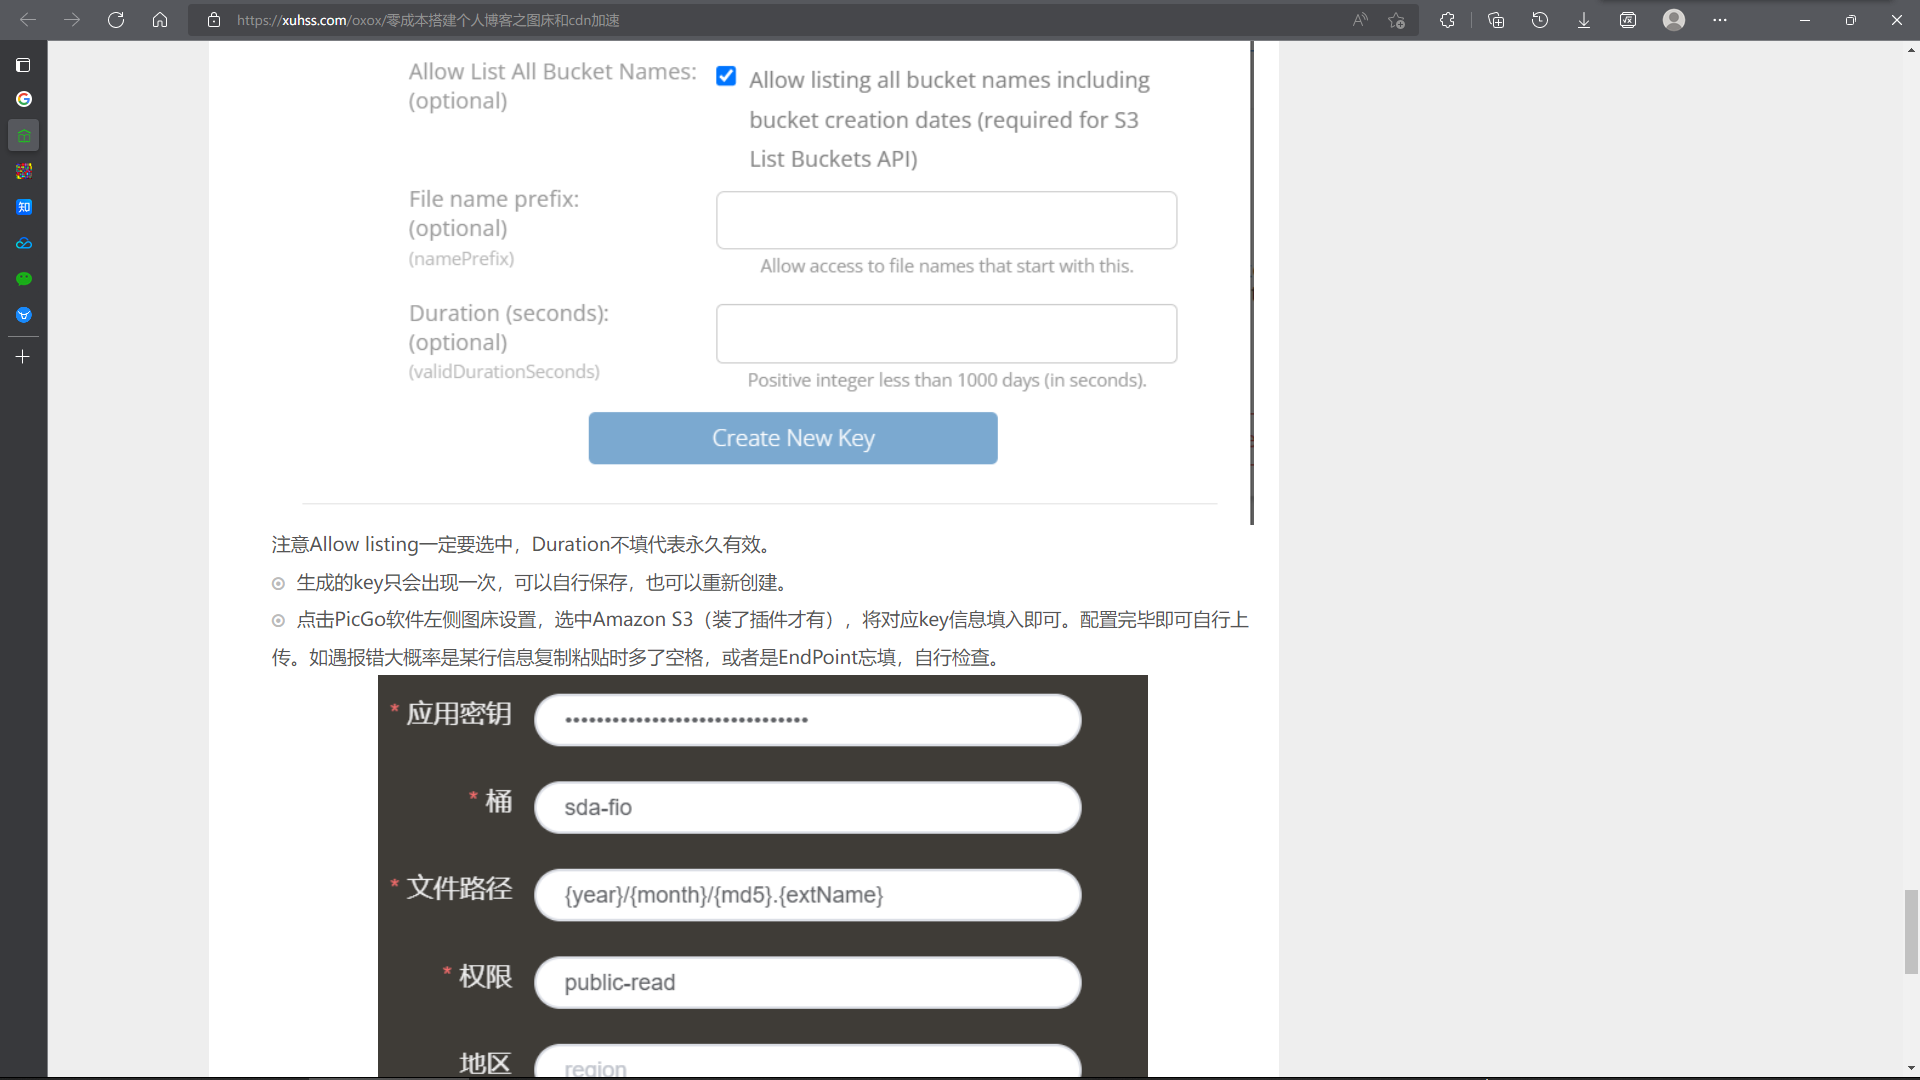 https://xuhss.com/oxox/零成本搭建个人博客之图床和cdn加速
Allow List All Bucket Names:
(optional)
Allow listing all bucket names including
bucket creation dates (required for S3
List Buckets API)
File name prefix:
(optional)
(namePrefix)
Allow access to file names that start with this.
Duration (seconds):
(optional)
(validDurationSeconds)
Positive integer less than 1000 days (in seconds).
Create New Key
注意Allow listing一定要选中，Duration不填代表永久有效。
生成的key只会出现一次，可以自行保存，也可以重新创建。
点击PicGo软件左侧图床设置，选中Amazon S3（装了插件才有），将对应key信息填入即可。配置完毕即可自行上
传。如遇报错大概率是某行信息复制粘贴时多了空格，或者是EndPoint忘填，自行检查。
* 应用密钥
* 桶 sda-fio
* 文件路径 {year}/{month}/{md5}.{extName}
* 权限 public-read
地区 region